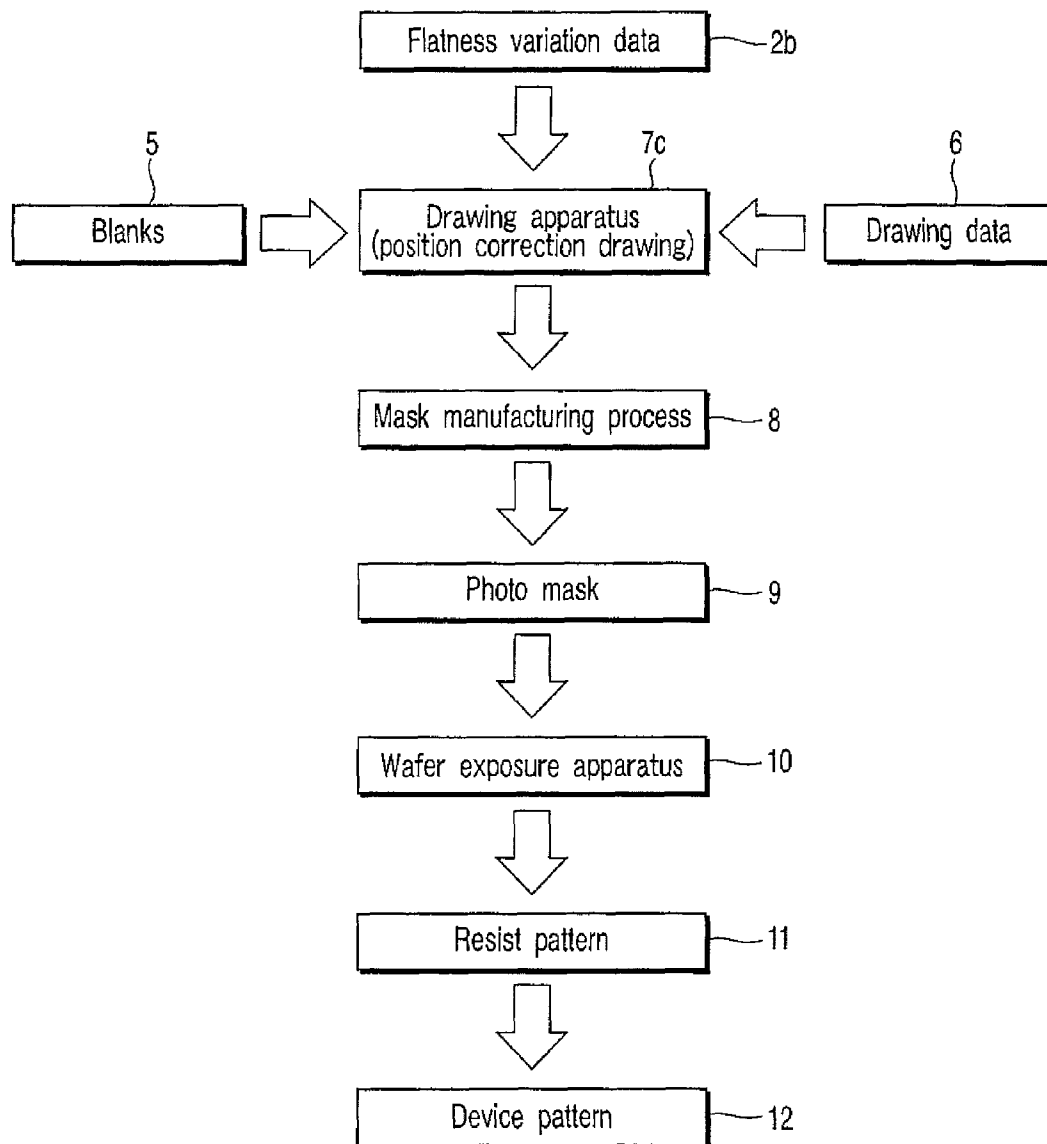 Flatness variation data
2b
5
7c
6
Blanks
Drawing apparatus
(position correction drawing)
Drawing data
Mask manufacturing process
8
Photo mask
9
Wafer exposure apparatus
10
Resist pattern
11
Device pattern
12